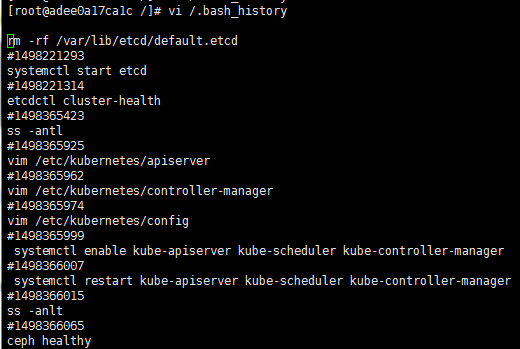 [root@adee0a17ca1c /]# vi /.bash_history
rm -rf /var/lib/etcd/default.etcd
#1498221293
systemctl start etcd
#1498221314
etcdctl cluster-health
#1498365423
ss -antl
#1498365925
vim /etc/kubernetes/apiserver
#1498365962
vim /etc/kubernetes/controller-manager
#1498365974
vim /etc/kubernetes/config
#1498365999
 systemctl enable kube-apiserver kube-scheduler kube-controller-manager
#1498366007
 systemctl restart kube-apiserver kube-scheduler kube-controller-manager
#1498366015
ss -anlt
#1498366065
ceph healthy